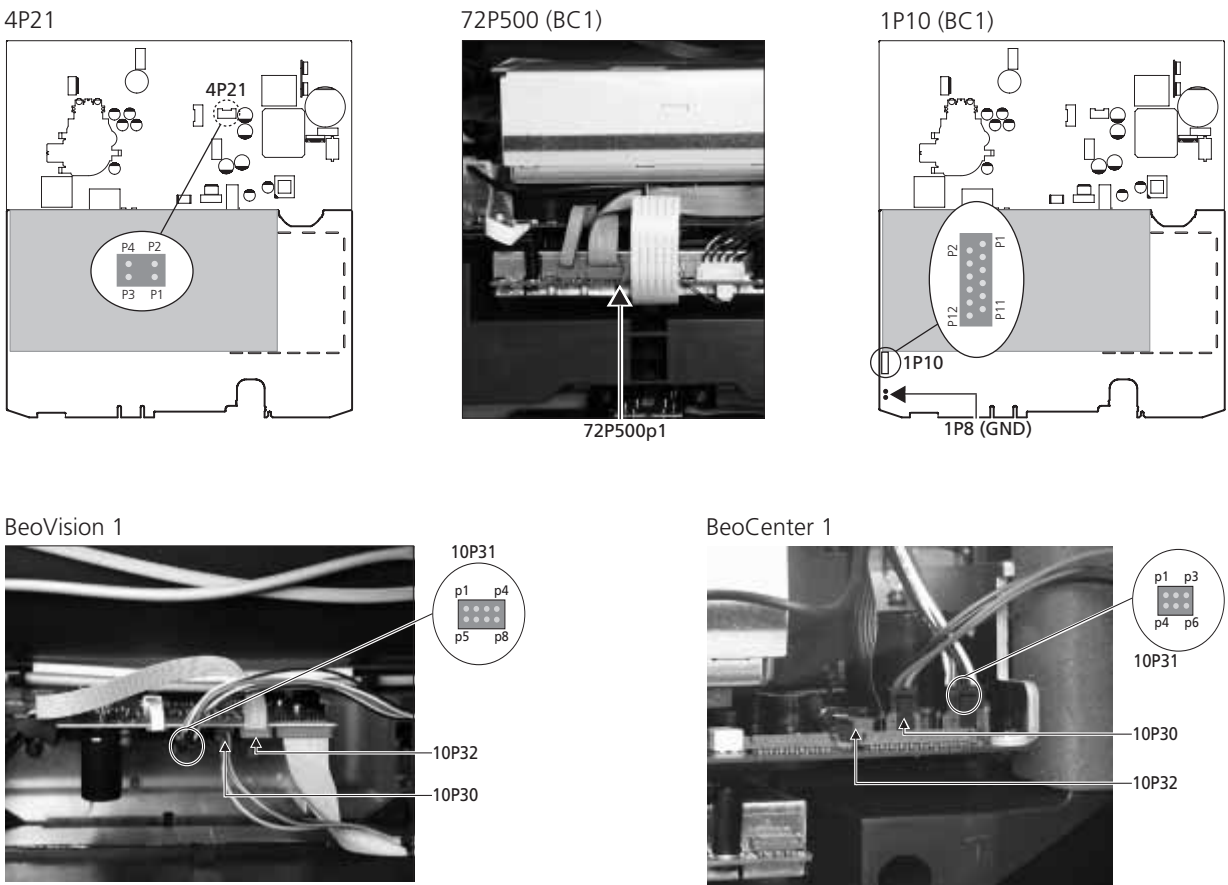 4P21
72P500 (BC1)
1P10 (BC1)
4P21
P4 P2
P3 P1
72P500p1
P2 P1
P12 P11
1P10
1P8 (GND)
BeoVision 1
10P31
p1 p4
p5 p8
10P32
10P30
BeoCenter 1
p1 p3
p4 p6
10P31
10P30
10P32